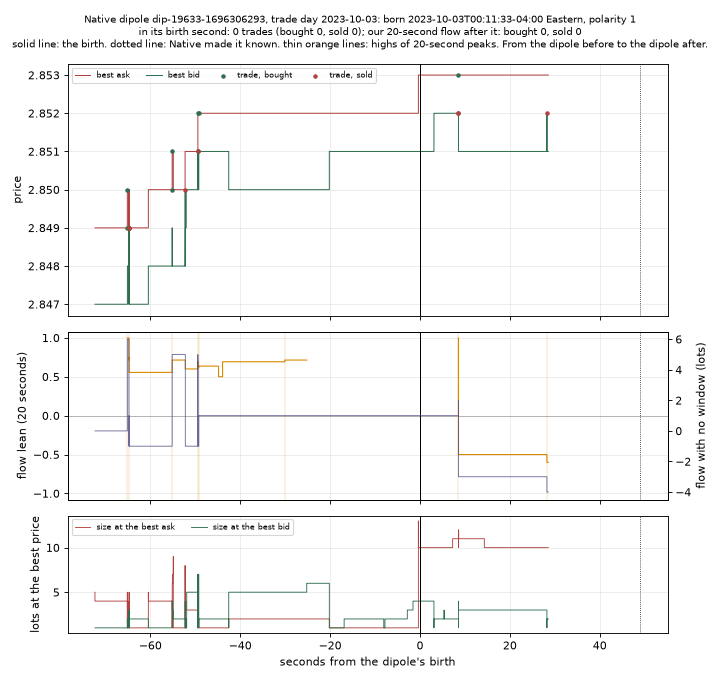 Native dipole dip-19633-1696306293, trade day 2023-10-03: born 2023-10-03T00:11:33-04:00 Eastern, polarity 1
in its birth second: 0 trades (bought 0, sold 0); our 20-second flow after it: bought 0, sold 0
solid line: the birth. dotted line: Native made it known. thin orange lines: highs of 20-second peaks. From the dipole before to the dipole after.
best ask best bid trade, bought trade, sold
2.853
2.852
2.851
2.850
2.849
2.848
2.847
price
1.0
0.5
0.0
−0.5
−1.0
flow lean (20 seconds)
6
4
2
0
−2
−4
flow with no window (lots)
size at the best ask size at the best bid
10
5
lots at the best price
−60 −40 −20 0 20 40
seconds from the dipole's birth